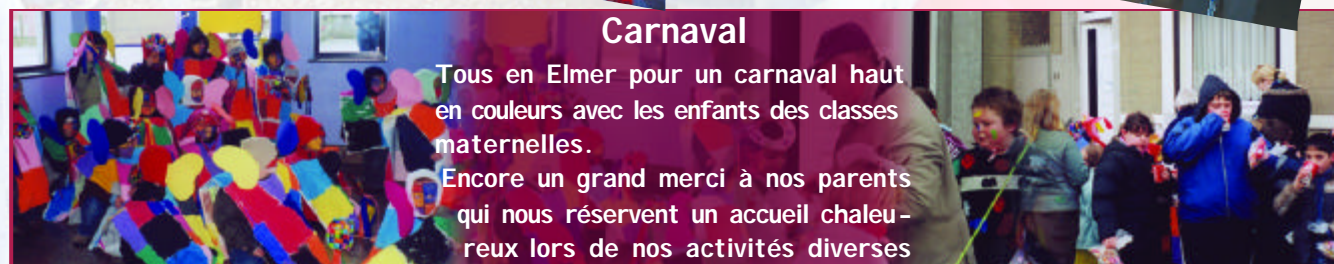 Carnaval
Tous en Elmer pour un carnaval haut
en couleurs avec les enfants des classes
maternelles.
Encore un grand merci à nos parents
qui nous réservent un accueil chaleu-
reux lors de nos activités diverses